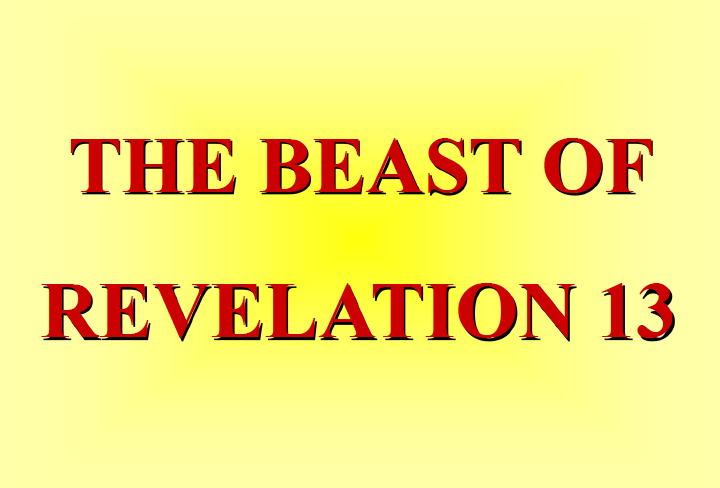 THE BEAST OF
REVELATION 13